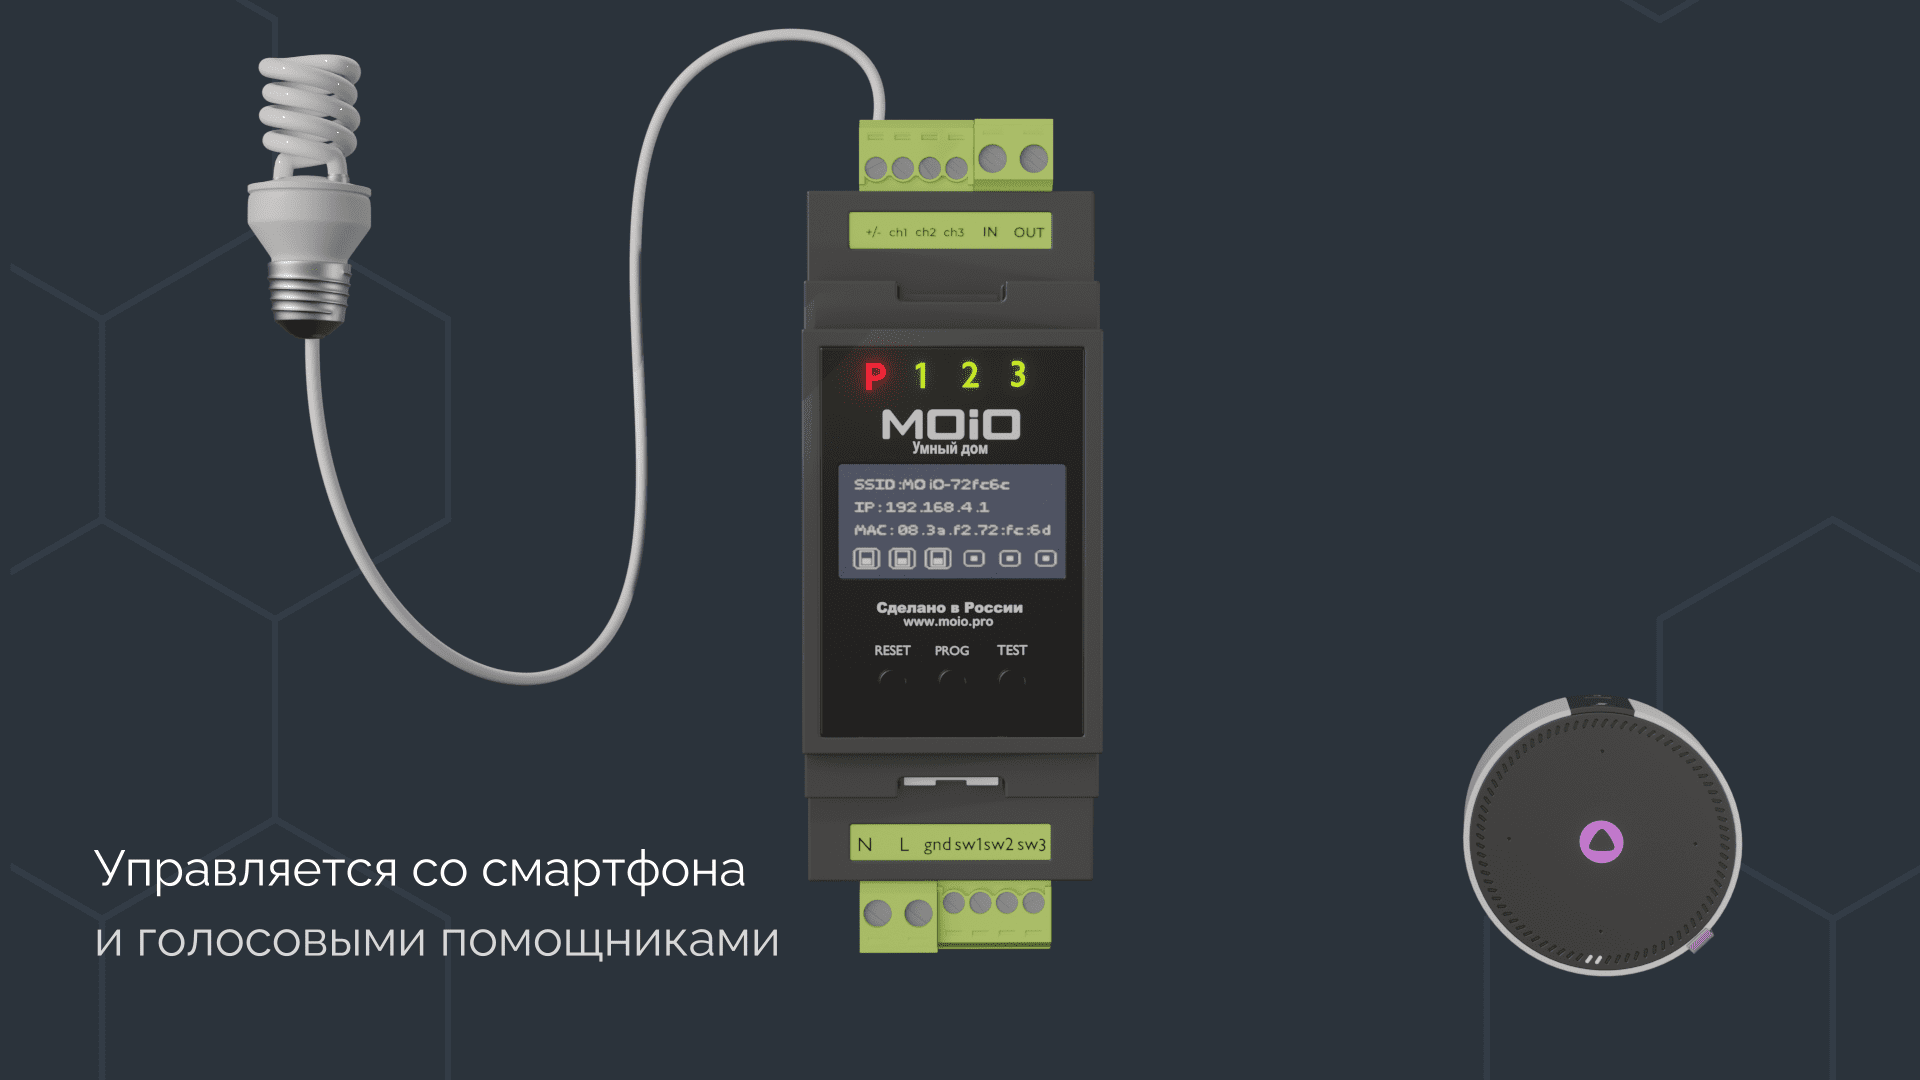 +/- ch1 ch2 ch3 IN OUT
P 1 2 3
MOiO
Умный дом
SSID:MOiO-72fc6c
IP:192.168.4.1
MAC:08.3a.f2.72:fc:6d
Сделано в России
www.moio.pro
RESET PROG TEST
N L gnd sw1 sw2 sw3
Управляется со смартфона
и голосовыми помощниками